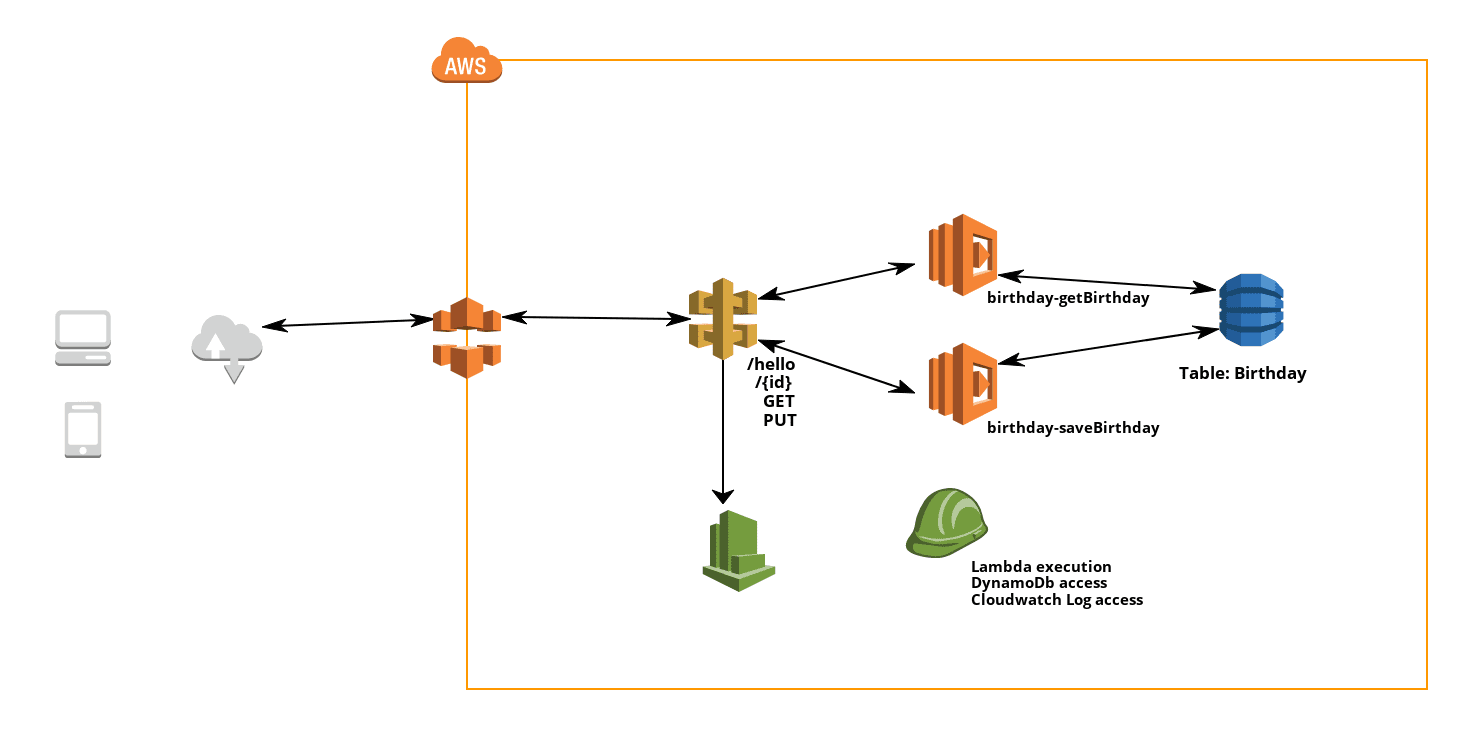 AWS
birthday-getBirthday
/hello
/{id}
GET
PUT
Table: Birthday
birthday-saveBirthday
Lambda execution
DynamoDb access
Cloudwatch Log access